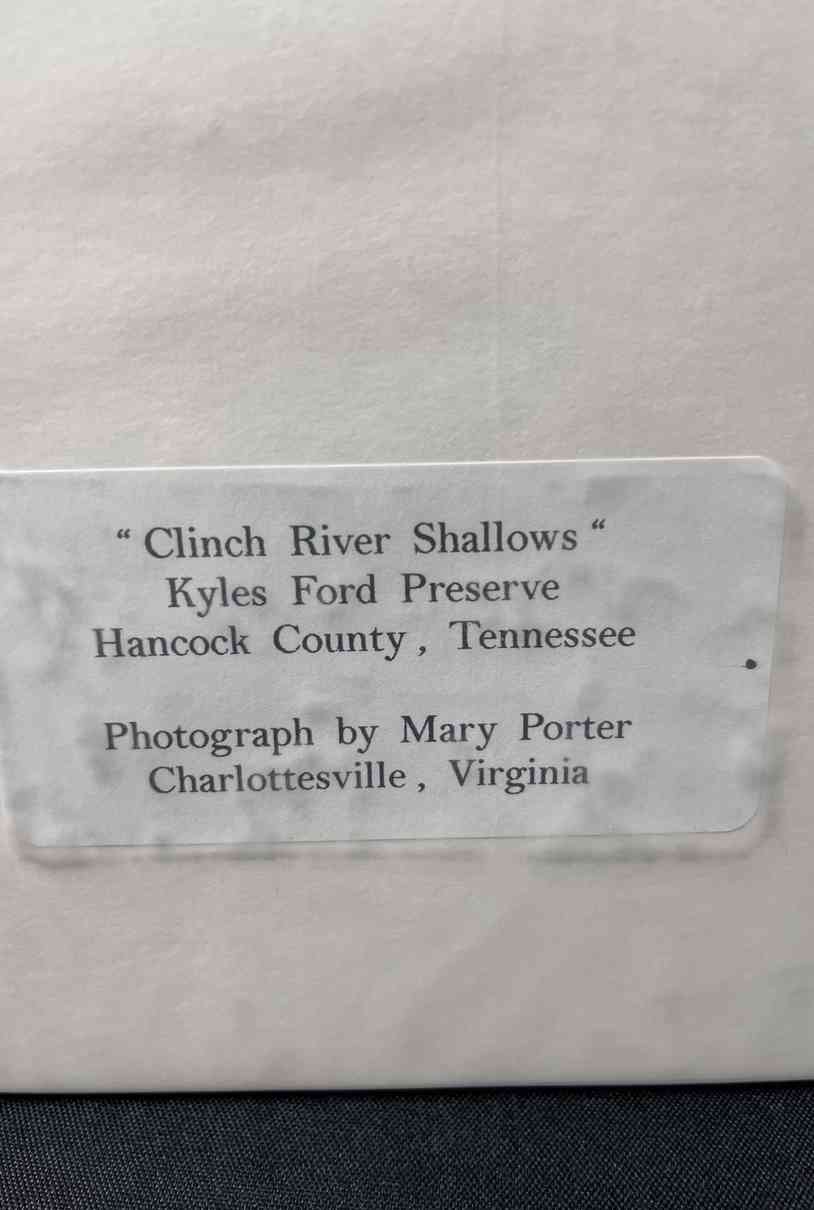 “ Clinch River Shallows “
Kyles Ford Preserve
Hancock County , Tennessee
Photograph by Mary Porter
Charlottesville , Virginia